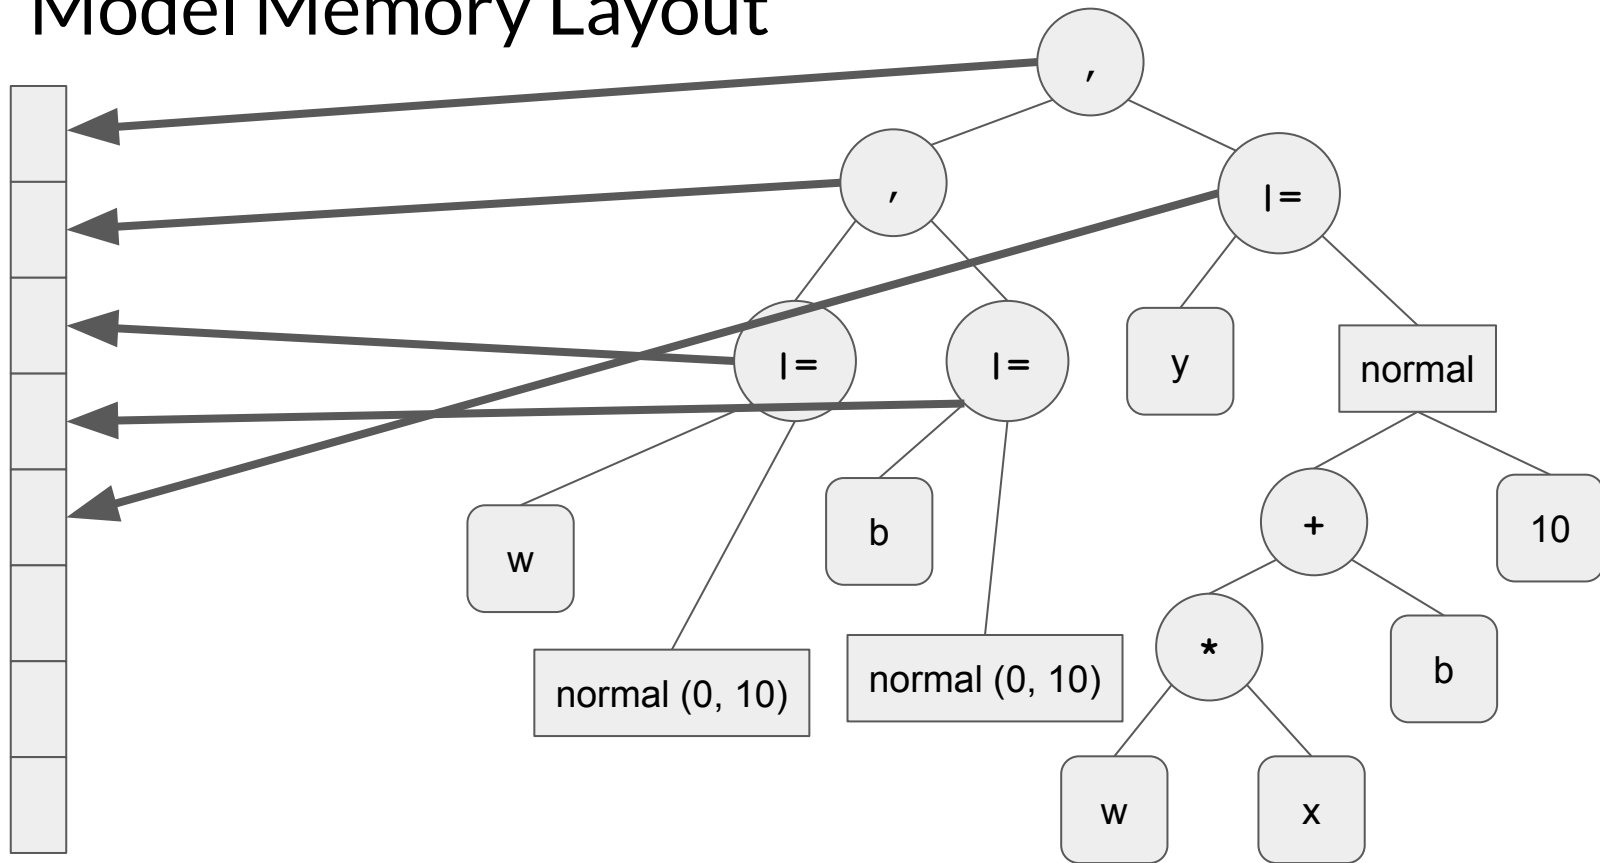 Model Memory Layout
,
,
|=
|=
|=
y
normal
w
b
+
10
normal (0, 10)
normal (0, 10)
*
b
w
x